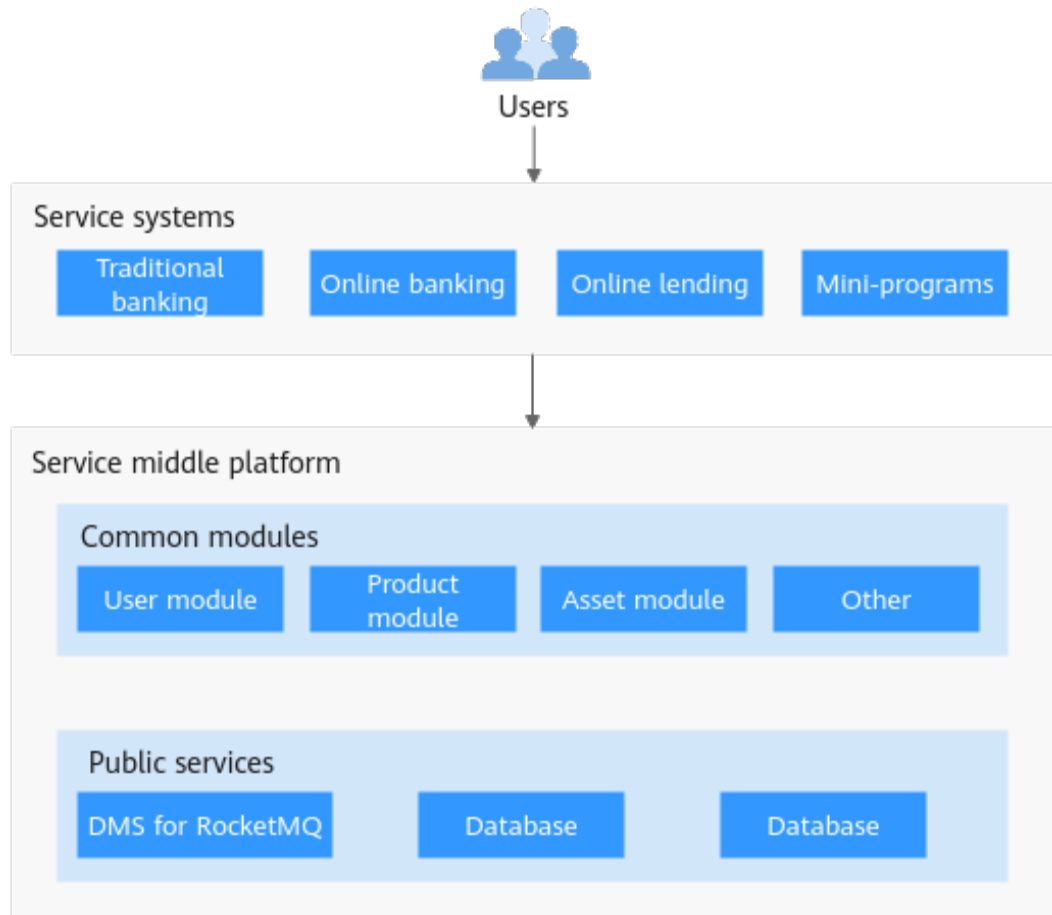 Users
Service systems
Traditional
banking
Online banking
Online lending
Mini-programs
Service middle platform
Common modules
User module
Product
module
Asset module
Other
Public services
DMS for RocketMQ
Database
Database